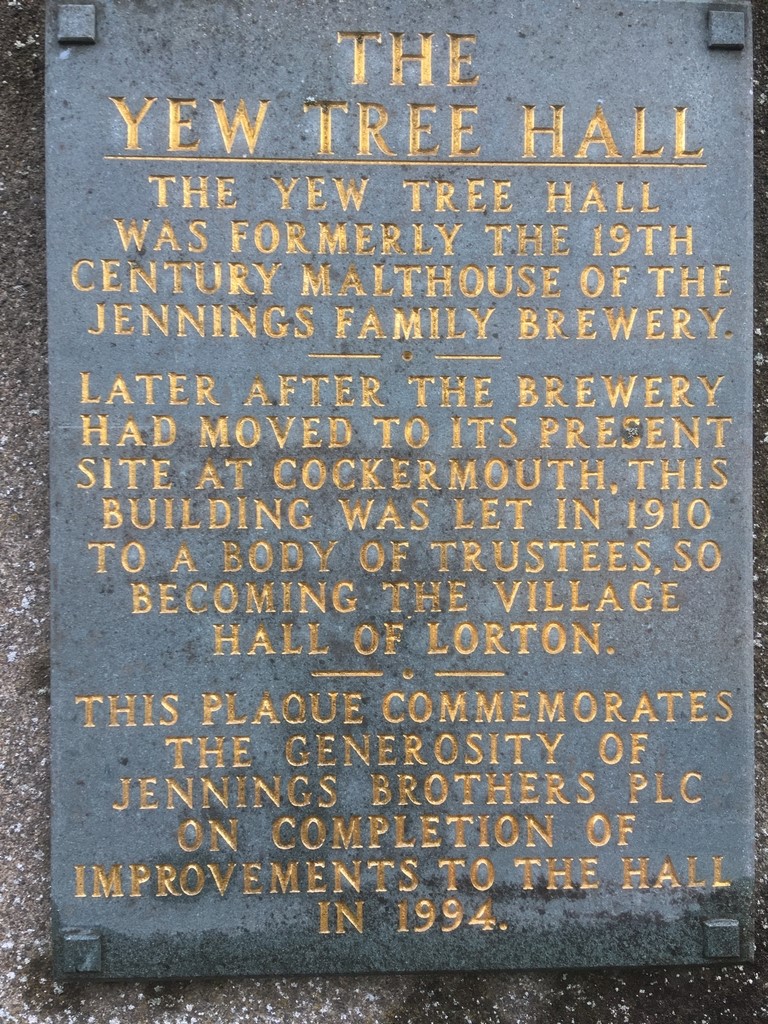 THE
YEW TREE HALL
THE YEW TREE HALL
WAS FORMERLY THE 19TH
CENTURY MALTHOUSE OF THE
JENNINGS FAMILY BREWERY.
LATER AFTER THE BREWERY
HAD MOVED TO ITS PRESENT
SITE AT COCKERMOUTH, THIS
BUILDING WAS LET IN 1910
TO A BODY OF TRUSTEES, SO
BECOMING THE VILLAGE
HALL OF LORTON.
THIS PLAQUE COMMEMORATES
THE GENEROSITY OF
JENNINGS BROTHERS PLC
ON COMPLETION OF
IMPROVEMENTS TO THE HALL
IN 1994.